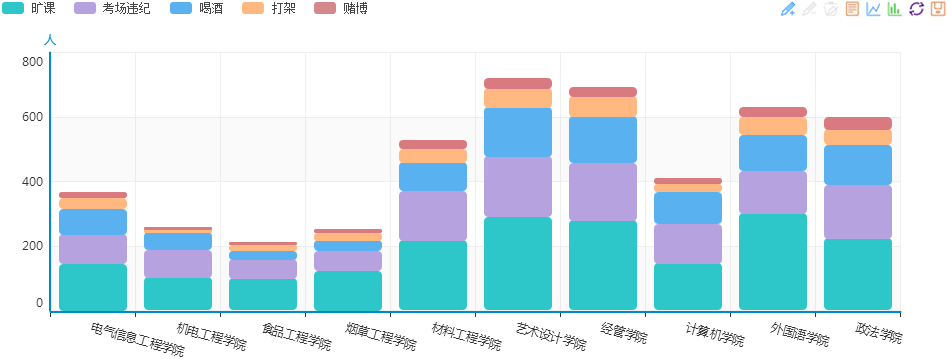 旷课 考场违纪 喝酒 打架 赌博
人
800
600
400
200
0
电气信息工程学院 机电工程学院 食品工程学院 烟草工程学院 材料工程学院 艺术设计学院 经管学院 计算机学院 外国语学院 政法学院